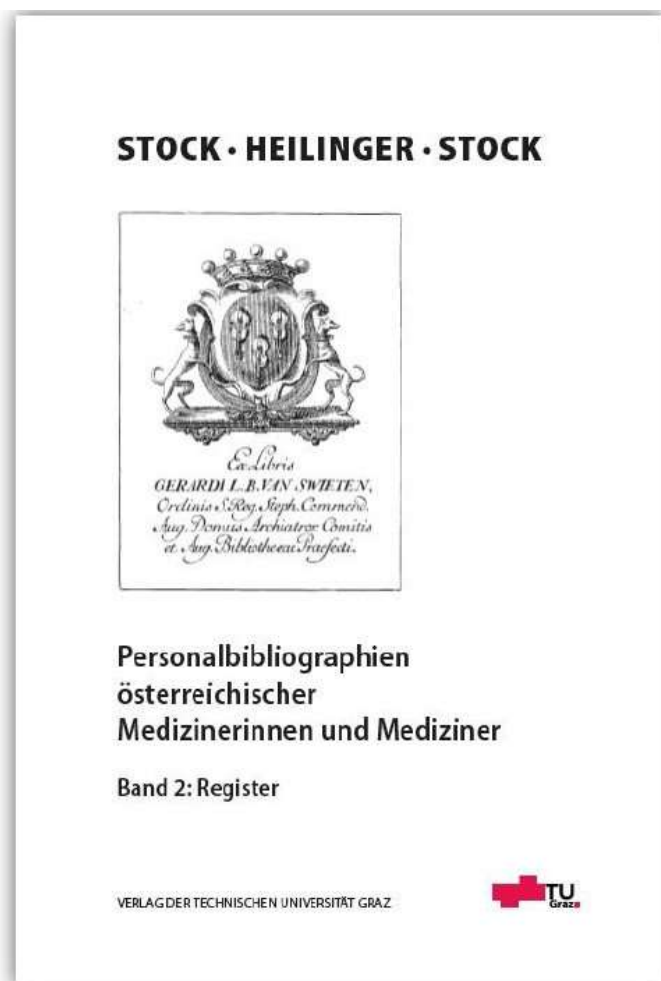 STOCK · HEILINGER · STOCK
Ex Libris
GERARDI L. B. VAN SWIETEN,
Ordinis S. Reg. Steph. Commend.
Aug. Domus Archiatror Comitis
et Aug. Bibliothecae Praefecti.
Personalbibliographien
österreichischer
Medizinerinnen und Mediziner
Band 2: Register
VERLAG DER TECHNISCHEN UNIVERSITÄT GRAZ
TU
Graz